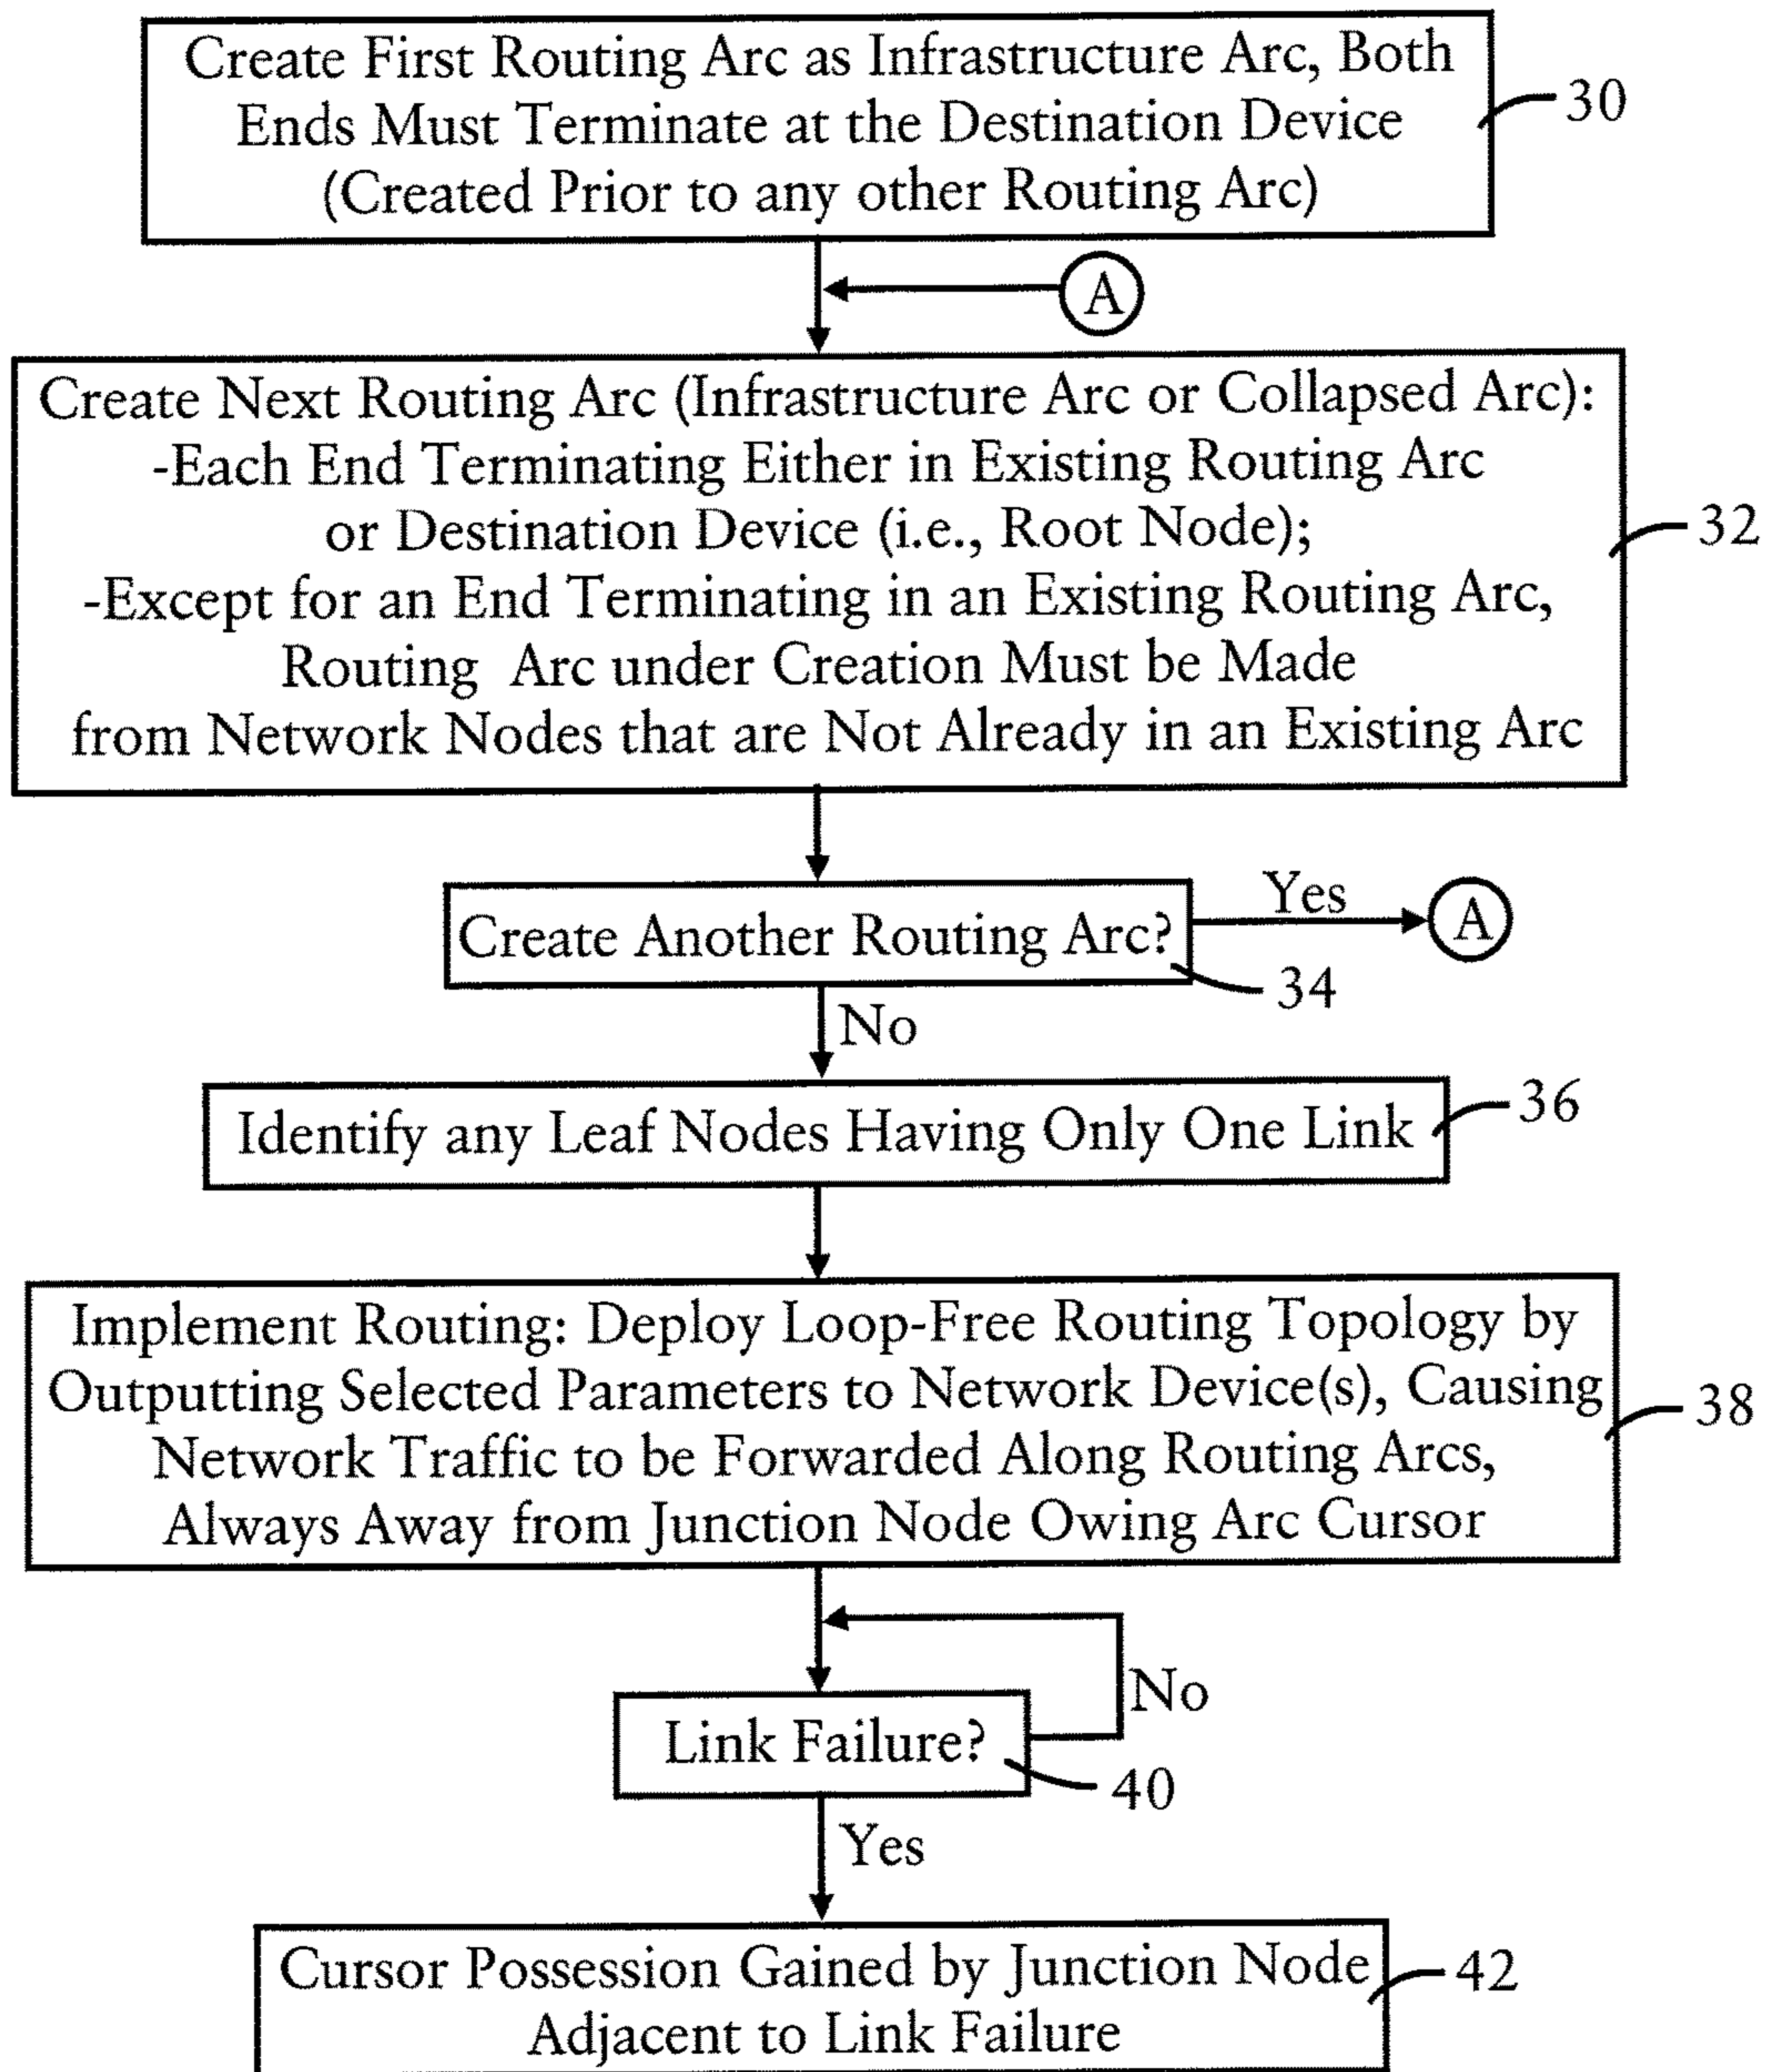 Create First Routing Arc as Infrastructure Arc, Both
Ends Must Terminate at the Destination Device
(Created Prior to any other Routing Arc)
30
A
Create Next Routing Arc (Infrastructure Arc or Collapsed Arc):
-Each End Terminating Either in Existing Routing Arc
or Destination Device (i.e., Root Node);
-Except for an End Terminating in an Existing Routing Arc,
Routing Arc under Creation Must be Made
from Network Nodes that are Not Already in an Existing Arc
32
Create Another Routing Arc?
Yes
A
34
No
Identify any Leaf Nodes Having Only One Link
36
Implement Routing: Deploy Loop-Free Routing Topology by
Outputting Selected Parameters to Network Device(s), Causing
Network Traffic to be Forwarded Along Routing Arcs,
Always Away from Junction Node Owing Arc Cursor
38
No
Link Failure?
40
Yes
Cursor Possession Gained by Junction Node
Adjacent to Link Failure
42